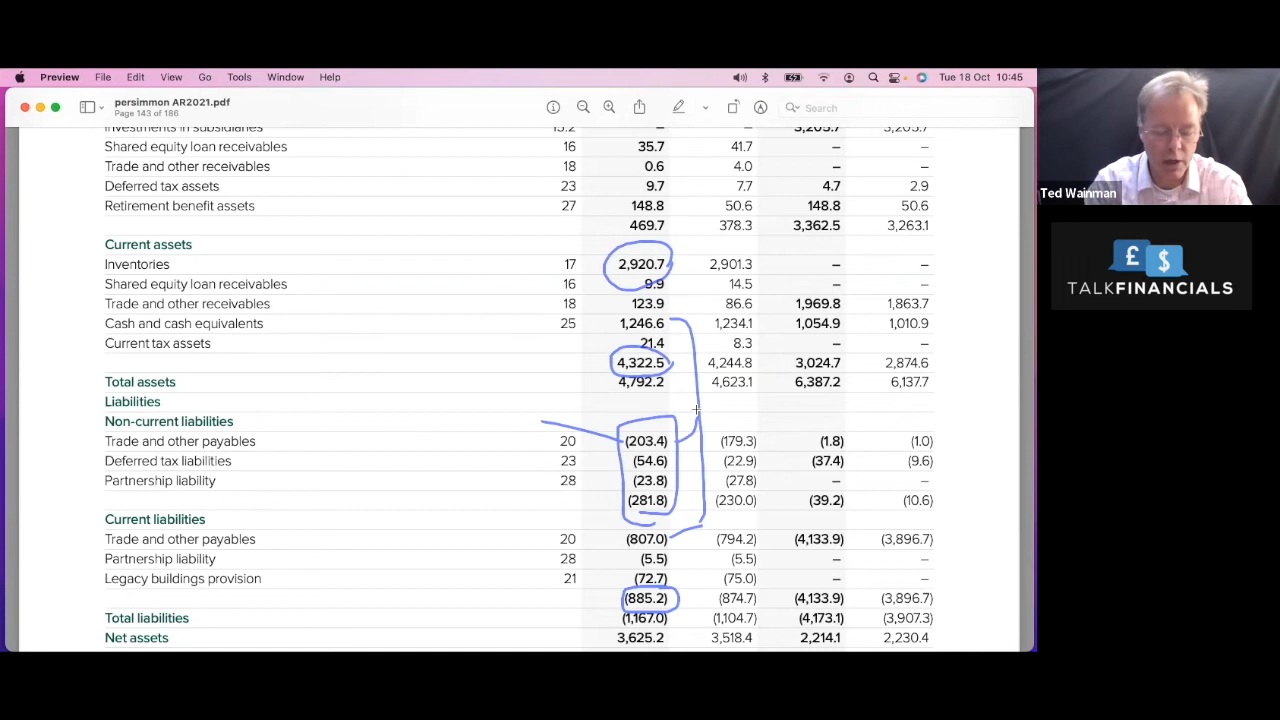 Preview File Edit View Go Tools Window Help Tue 18 Oct 10:45
persimmon AR2021.pdf
Page 143 of 186
Search
Investments in subsidiaries 15.2 – – 3,205.7 3,205.7
Shared equity loan receivables 16 35.7 41.7 – –
Trade and other receivables 18 0.6 4.0 – –
Deferred tax assets 23 9.7 7.7 4.7 2.9
Retirement benefit assets 27 148.8 50.6 148.8 50.6
469.7 378.3 3,362.5 3,263.1
Current assets
Inventories 17 2,920.7 2,901.3 – –
Shared equity loan receivables 16 9.9 14.5 – –
Trade and other receivables 18 123.9 86.6 1,969.8 1,863.7
Cash and cash equivalents 25 1,246.6 1,234.1 1,054.9 1,010.9
Current tax assets 21.4 8.3 – –
4,322.5 4,244.8 3,024.7 2,874.6
Total assets 4,792.2 4,623.1 6,387.2 6,137.7
Liabilities
Non-current liabilities
Trade and other payables 20 (203.4) (179.3) (1.8) (1.0)
Deferred tax liabilities 23 (54.6) (22.9) (37.4) (9.6)
Partnership liability 28 (23.8) (27.8) – –
(281.8) (230.0) (39.2) (10.6)
Current liabilities
Trade and other payables 20 (807.0) (794.2) (4,133.9) (3,896.7)
Partnership liability 28 (5.5) (5.5) – –
Legacy buildings provision 21 (72.7) (75.0) – –
(885.2) (874.7) (4,133.9) (3,896.7)
Total liabilities (1,167.0) (1,104.7) (4,173.1) (3,907.3)
Net assets 3,625.2 3,518.4 2,214.1 2,230.4
Ted Wainman
£ $
TALKFINANCIALS